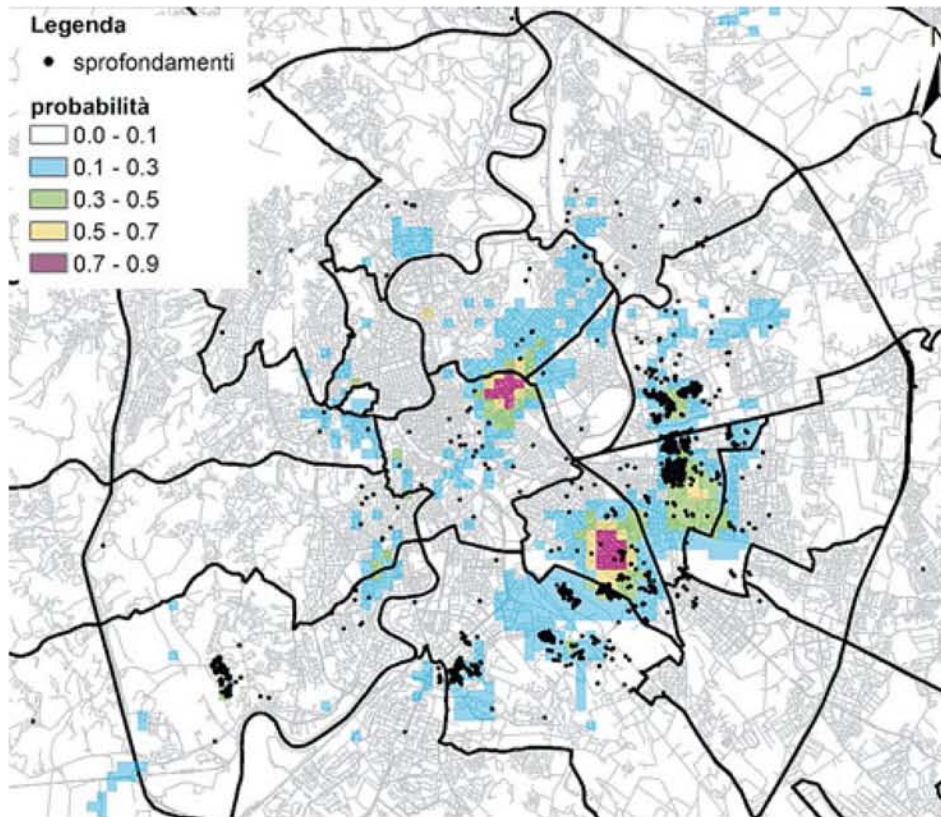 Legenda
sprofondamenti
probabilità
0.0 - 0.1
0.1 - 0.3
0.3 - 0.5
0.5 - 0.7
0.7 - 0.9
N